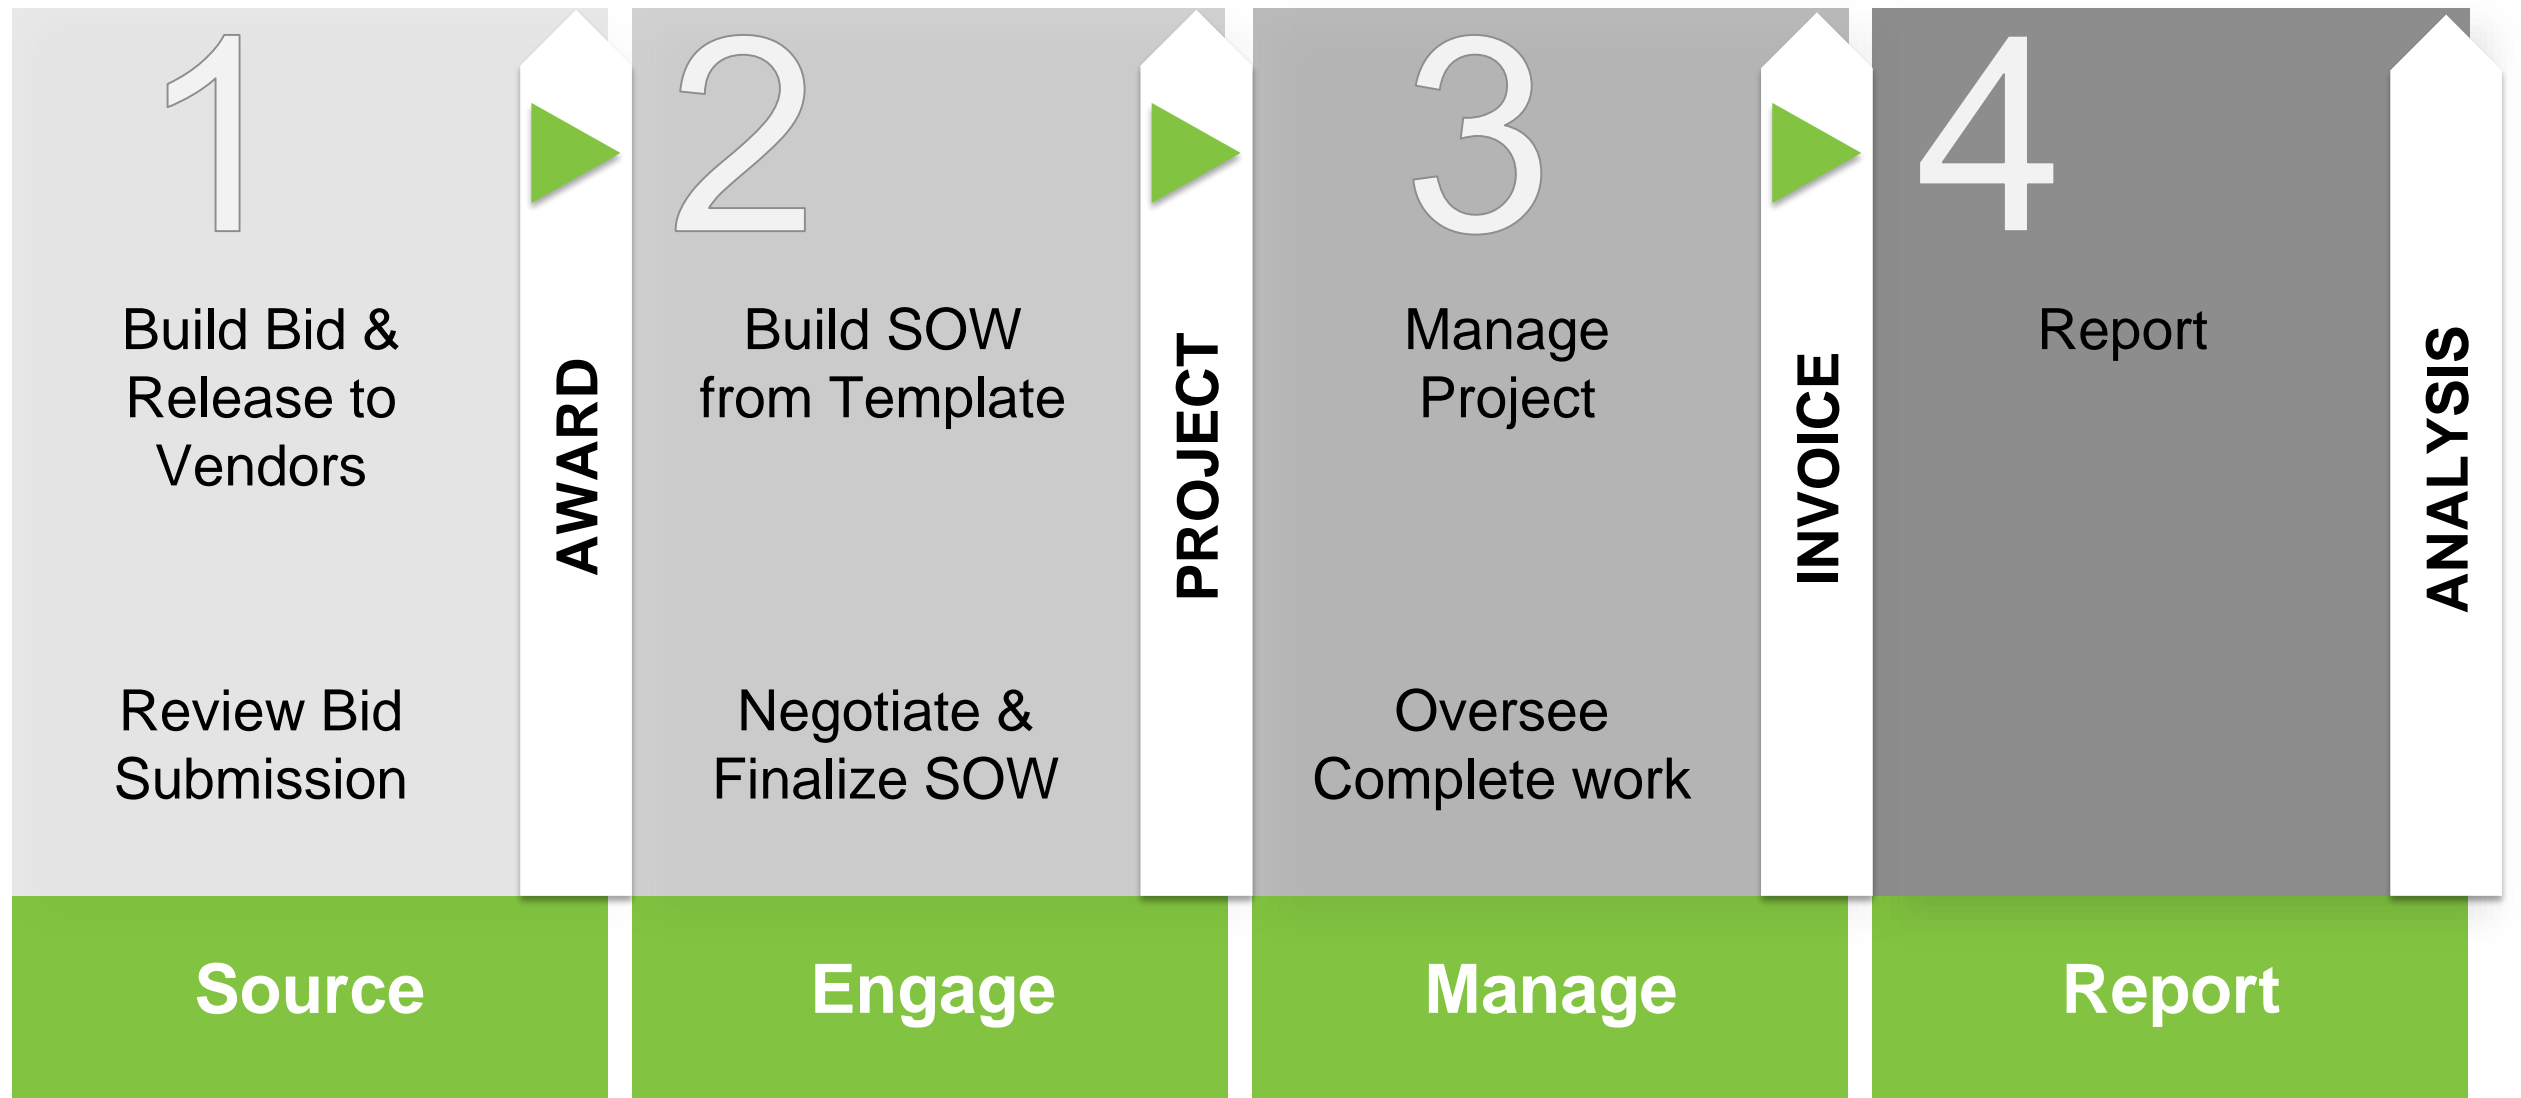 1
Build Bid &
Release to
Vendors
Review Bid
Submission
AWARD
Source
2
Build SOW
from Template
Negotiate &
Finalize SOW
PROJECT
Engage
3
Manage
Project
Oversee
Complete work
INVOICE
Manage
4
Report
ANALYSIS
Report